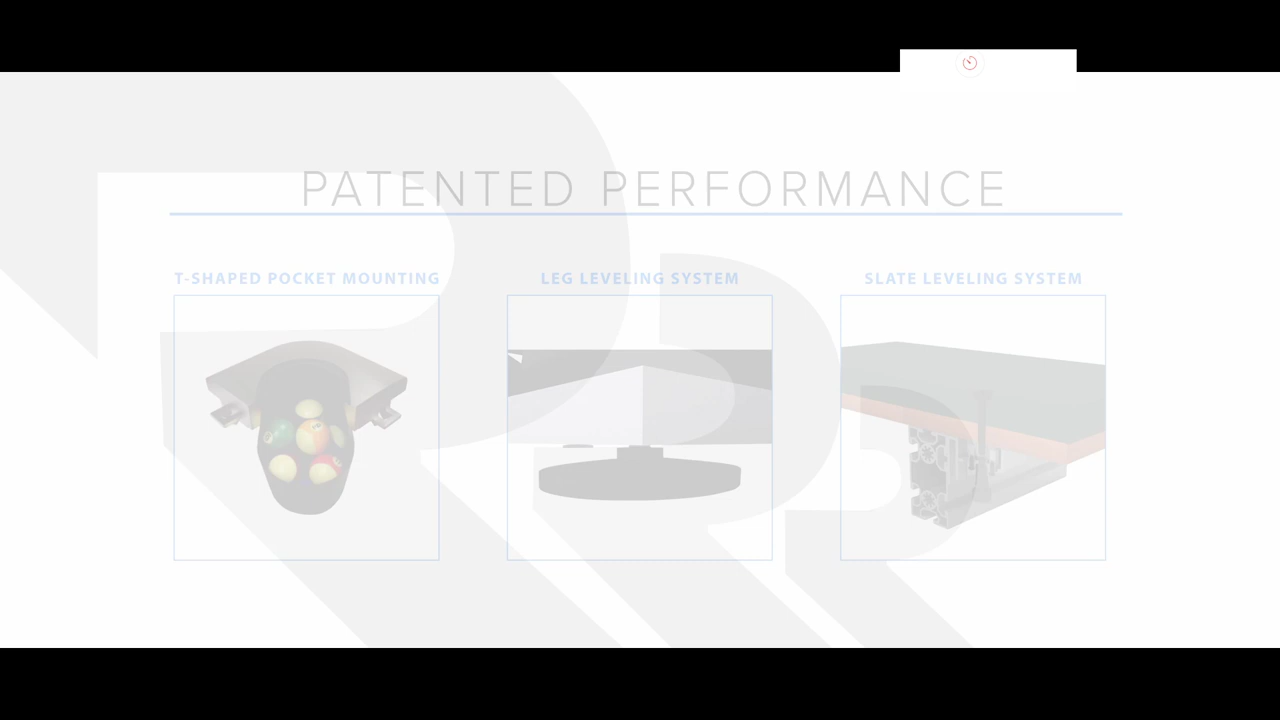 PATENTED PERFORMANCE
T-SHAPED POCKET MOUNTING
LEG LEVELING SYSTEM
SLATE LEVELING SYSTEM